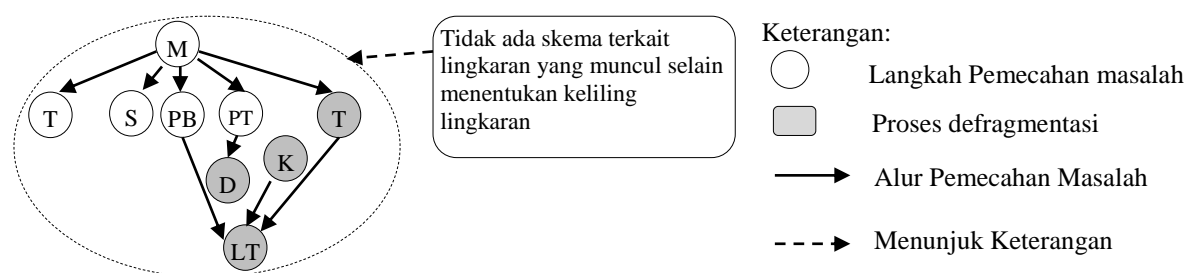 M
T
S
PB
PT
T
D
K
LT
Tidak ada skema terkait
lingkaran yang muncul selain
menentukan keliling
lingkaran
Keterangan:
Langkah Pemecahan masalah
Proses defragmentasi
Alur Pemecahan Masalah
Menunjuk Keterangan